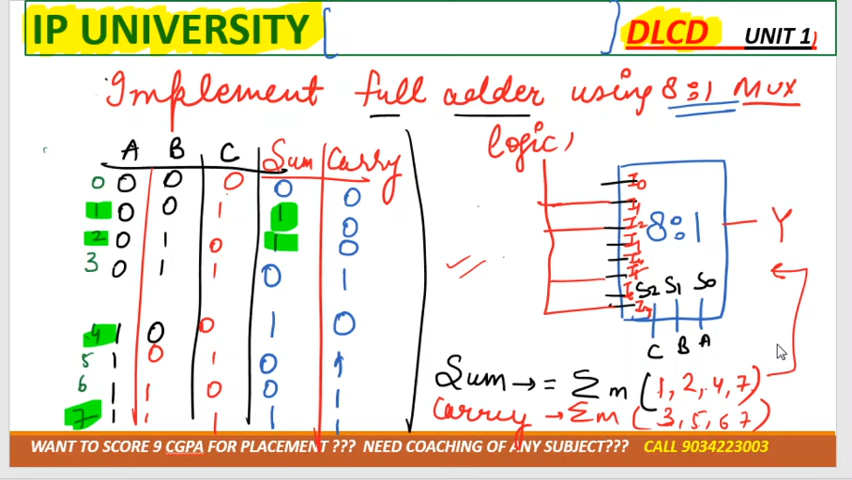 IP UNIVERSITY
DLCD UNIT 1)
Implement full adder using 8:1 Mux
logic 1
A B C Sum Carry
0 0 0 0 0 0
1 0 0 1 1 0
2 0 1 0 1 0
3 0 1 1 0 1
4 1 0 0 1 0
5 1 0 1 0 1
6 1 1 0 0 1
7 1 1 1 1 1
I0
I1
I2
I3
I4
I5
I6
I7
8:1
Y
S2 S1 S0
C B A
Sum → = Σm (1, 2, 4, 7)
Carry → Σm (3, 5, 6 7)
WANT TO SCORE 9 CGPA FOR PLACEMENT ??? NEED COACHING OF ANY SUBJECT??? CALL 9034223003